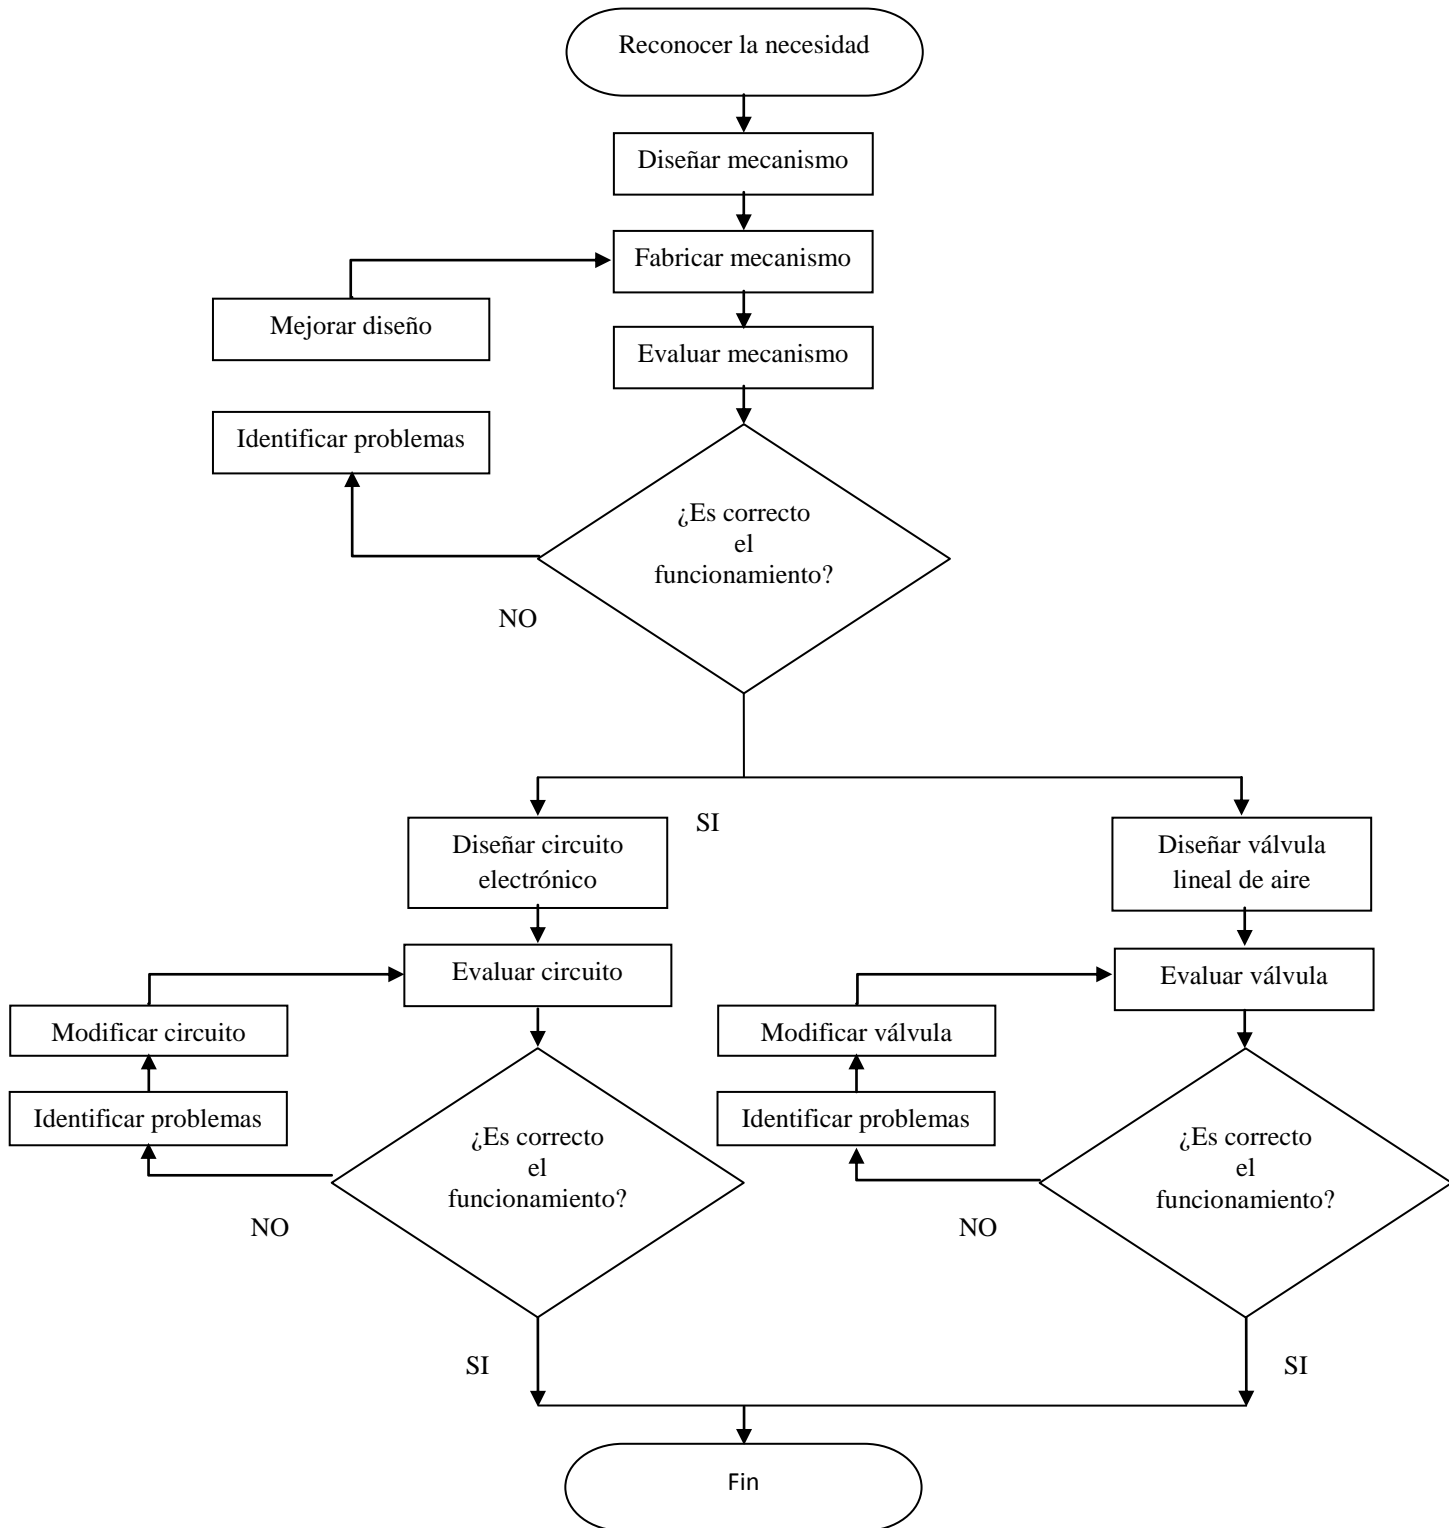 Reconocer la necesidad
Diseñar mecanismo
Fabricar mecanismo
Mejorar diseño
Evaluar mecanismo
Identificar problemas
¿Es correcto
el
funcionamiento?
NO
SI
Diseñar circuito
electrónico
Diseñar válvula
lineal de aire
Evaluar circuito
Evaluar válvula
Modificar circuito
Modificar válvula
Identificar problemas
Identificar problemas
¿Es correcto
el
funcionamiento?
¿Es correcto
el
funcionamiento?
NO
NO
SI
SI
Fin